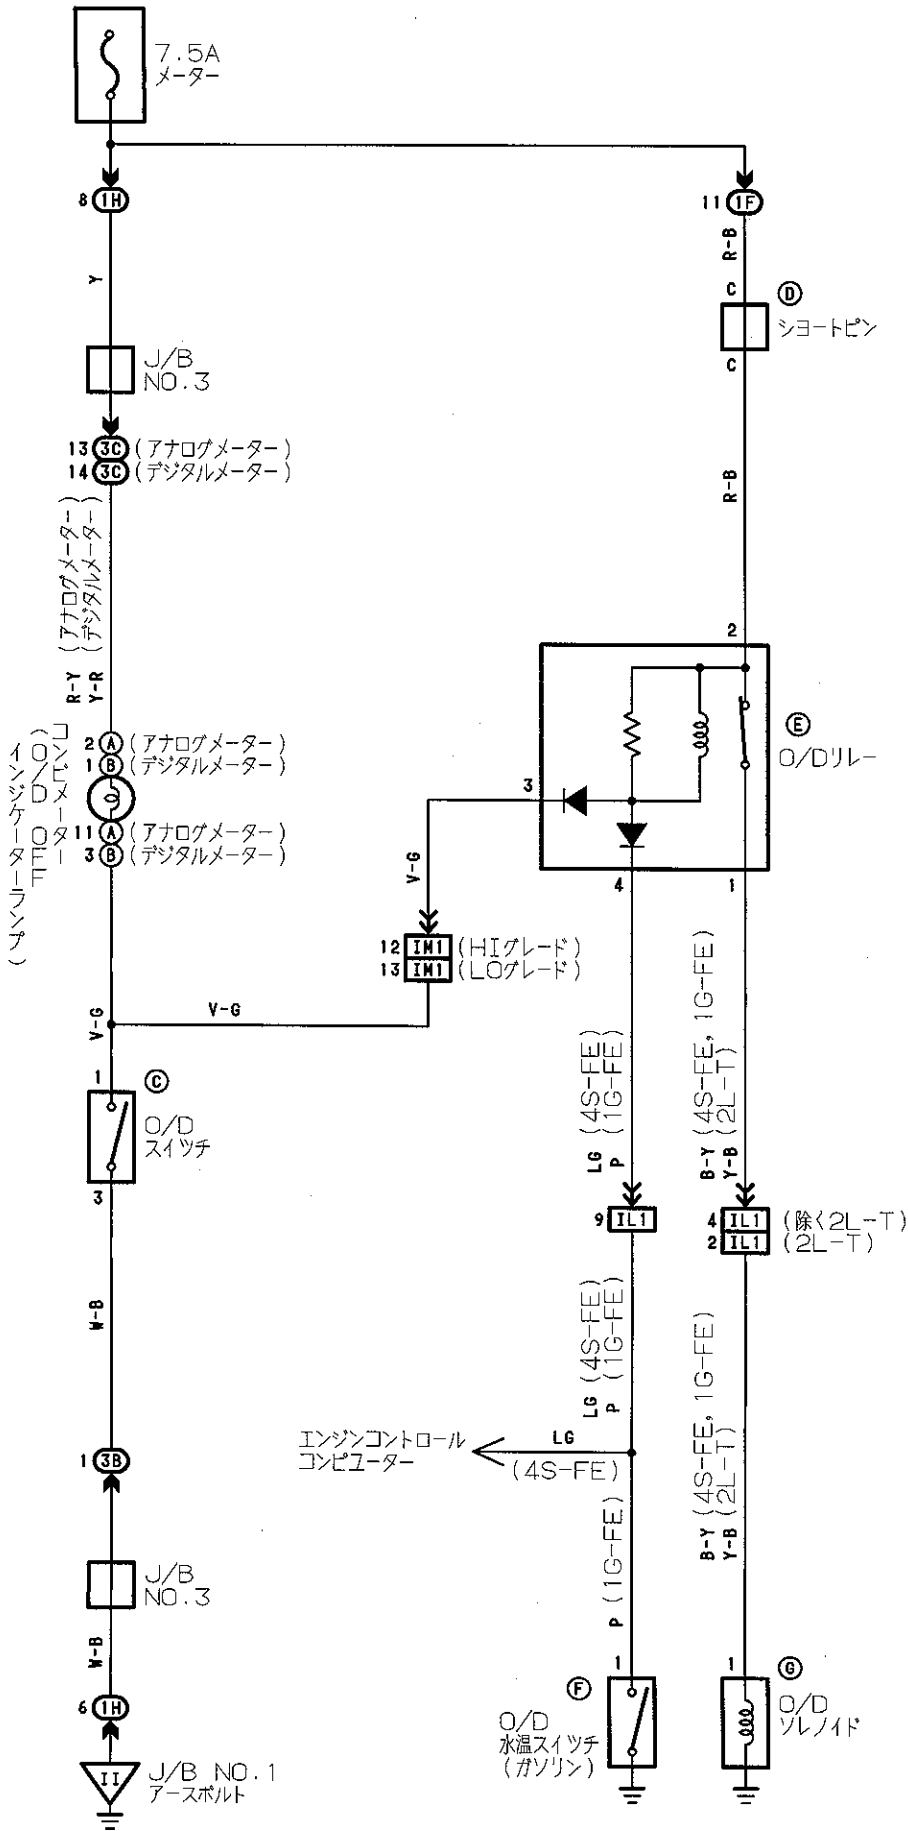 7.5A
メーター
8 1H
11 1F
R-B
Y
C D
シヨートピン
C
J/B
NO.3
13 3C (アナログメーター)
14 3C (デジタルメーター)
R-B
R-Y (アナログメーター)
Y-R (デジタルメーター)
2
コンビメーター
(O/D OFF
インジケーターランプ)
2 A (アナログメーター)
1 B (デジタルメーター)
11 A (アナログメーター)
3 B (デジタルメーター)
E
O/Dリレー
3
4
1
V-G
12 IM1 (HIグレード)
13 IM1 (LOグレード)
V-G
V-G
1 C
O/D
スイツチ
3
LG (4S-FE)
P (1G-FE)
B-Y (4S-FE, 1G-FE)
Y-B (2L-T)
9 IL1
4 IL1 (除く2L-T)
2 IL1 (2L-T)
W-B
LG (4S-FE)
P (1G-FE)
B-Y (4S-FE, 1G-FE)
Y-B (2L-T)
エンジンコントロール
コンピユーター
LG
(4S-FE)
1 3B
P (1G-FE)
J/B
NO.3
W-B
6 1H
II
J/B NO.1
アースボルト
1 F
O/D
水温スイツチ
(ガソリン)
1 G
O/D
ソレノイド